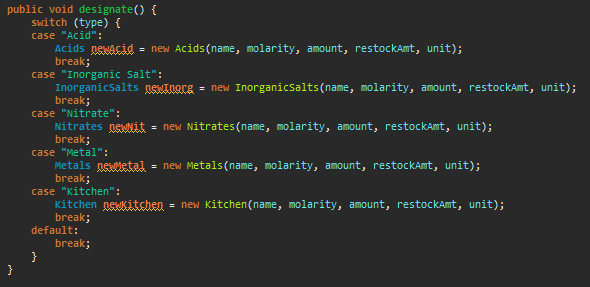 public void designate() {
switch (type) {
case "Acid":
Acids newAcid = new Acids(name, molarity, amount, restockAmt, unit);
break;
case "Inorganic Salt":
InorganicSalts newInorg = new InorganicSalts(name, molarity, amount, restockAmt, unit);
break;
case "Nitrate":
Nitrates newNit = new Nitrates(name, molarity, amount, restockAmt, unit);
break;
case "Metal":
Metals newMetal = new Metals(name, molarity, amount, restockAmt, unit);
break;
case "Kitchen":
Kitchen newKitchen = new Kitchen(name, molarity, amount, restockAmt, unit);
break;
default:
break;
}
}